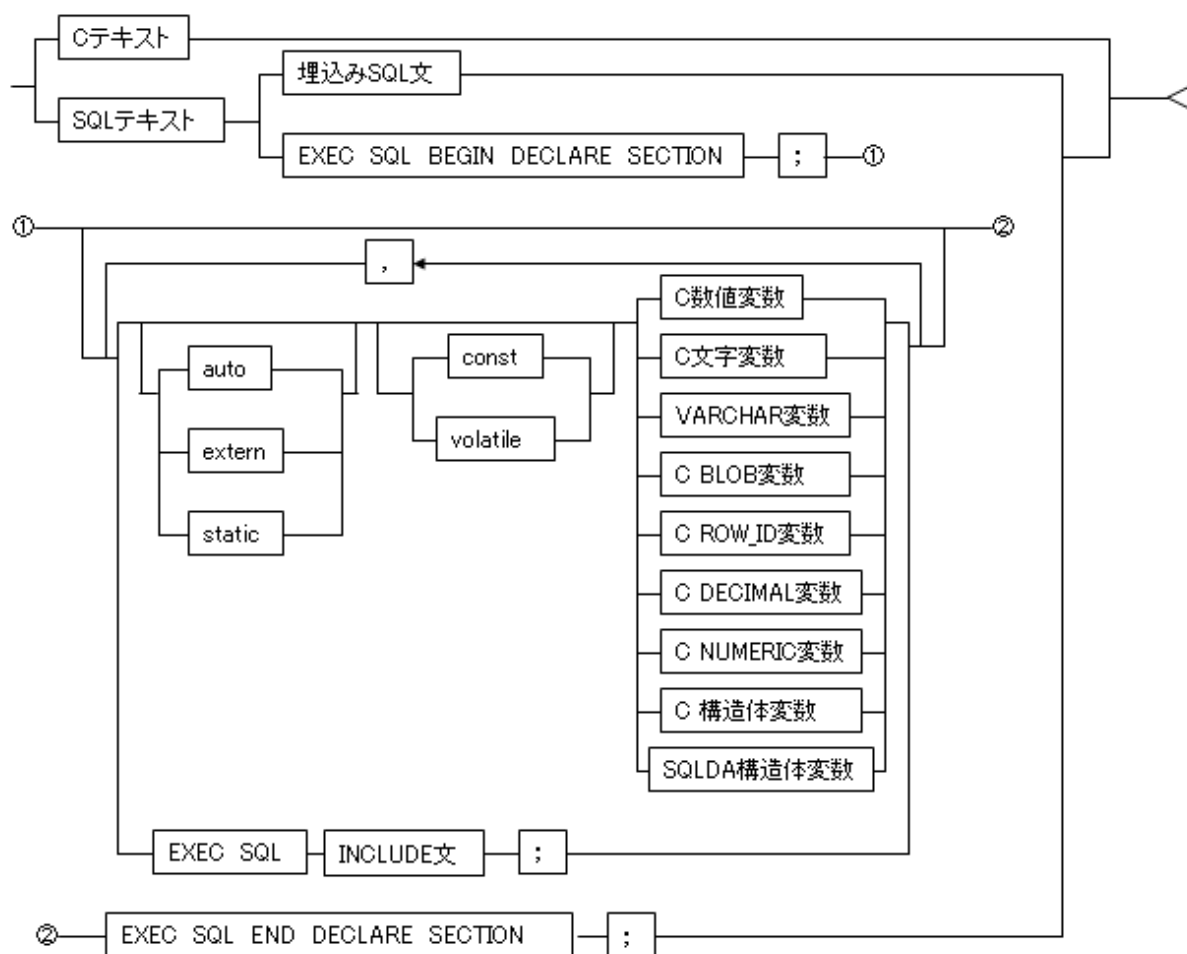 Cテキスト
SQLテキスト
埋込みSQL文
EXEC SQL BEGIN DECLARE SECTION
;
①
①
②
,
auto
extern
static
const
volatile
C数値変数
C文字変数
VARCHAR変数
C BLOB変数
C ROW_ID変数
C DECIMAL変数
C NUMERIC変数
C 構造体変数
SQLDA構造体変数
EXEC SQL
INCLUDE文
;
②
EXEC SQL END DECLARE SECTION
;